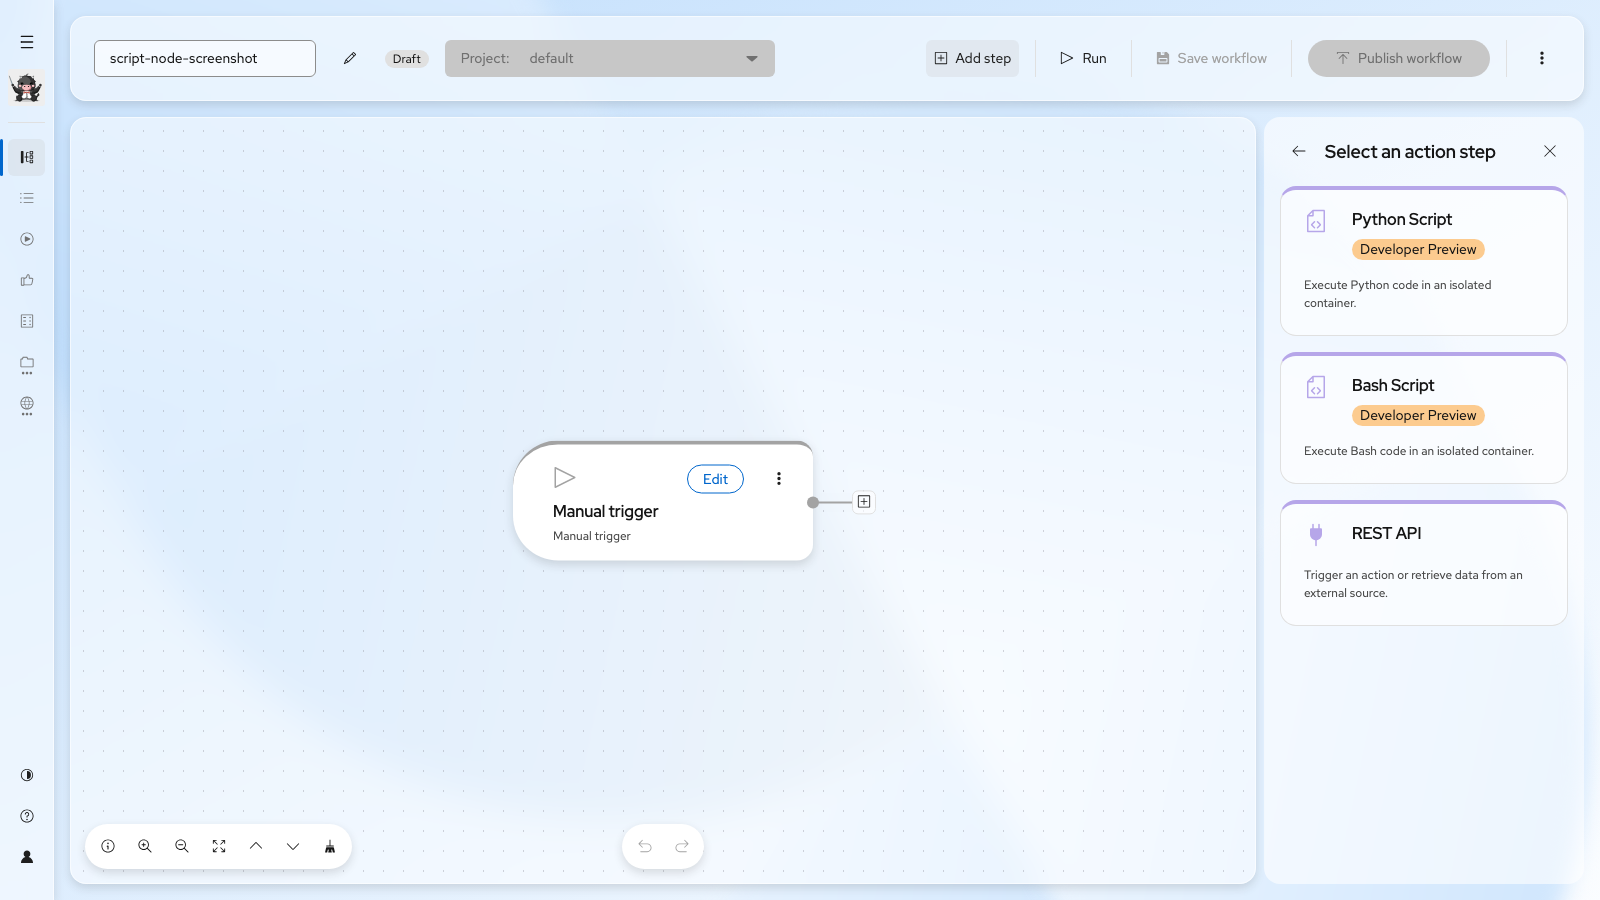 script-node-screenshot
Draft
Project: default
Add step
Run
Save workflow
Publish workflow
Manual trigger
Manual trigger
Edit
Select an action step
Python Script
Developer Preview
Execute Python code in an isolated
container.
Bash Script
Developer Preview
Execute Bash code in an isolated container.
REST API
Trigger an action or retrieve data from an
external source.